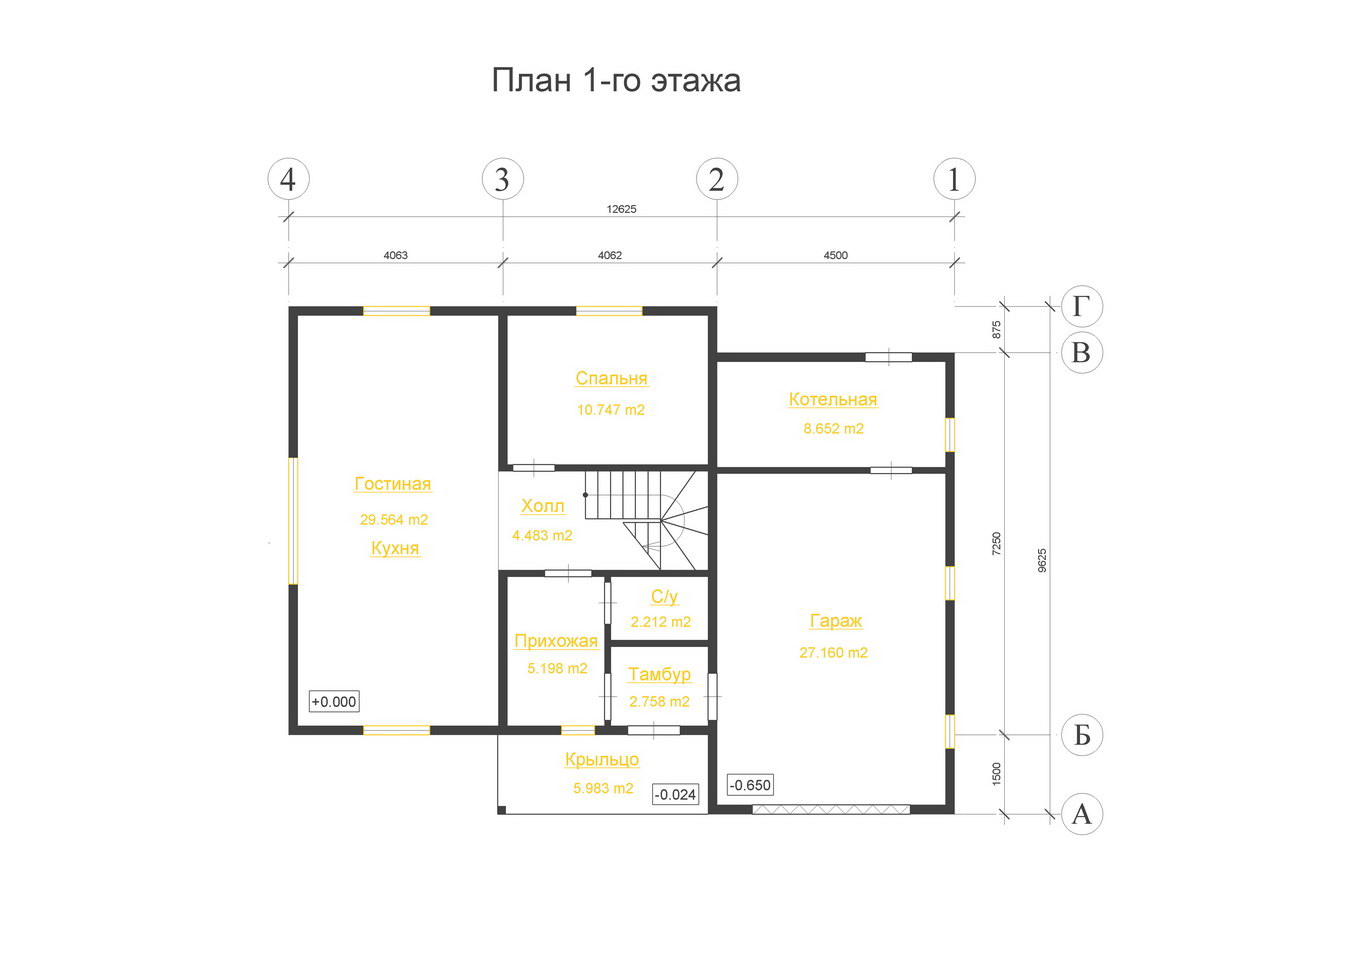 План 1-го этажа
4
3
2
1
12625
4063
4062
4500
Г
875
В
Спальня
10.747 m2
Котельная
8.652 m2
Гостиная
29.564 m2
Кухня
Холл
4.483 m2
7250
9625
С/у
2.212 m2
Прихожая
5.198 m2
Гараж
27.160 m2
Тамбур
2.758 m2
+0.000
Б
Крыльцо
5.983 m2
-0.024
-0.650
1500
А